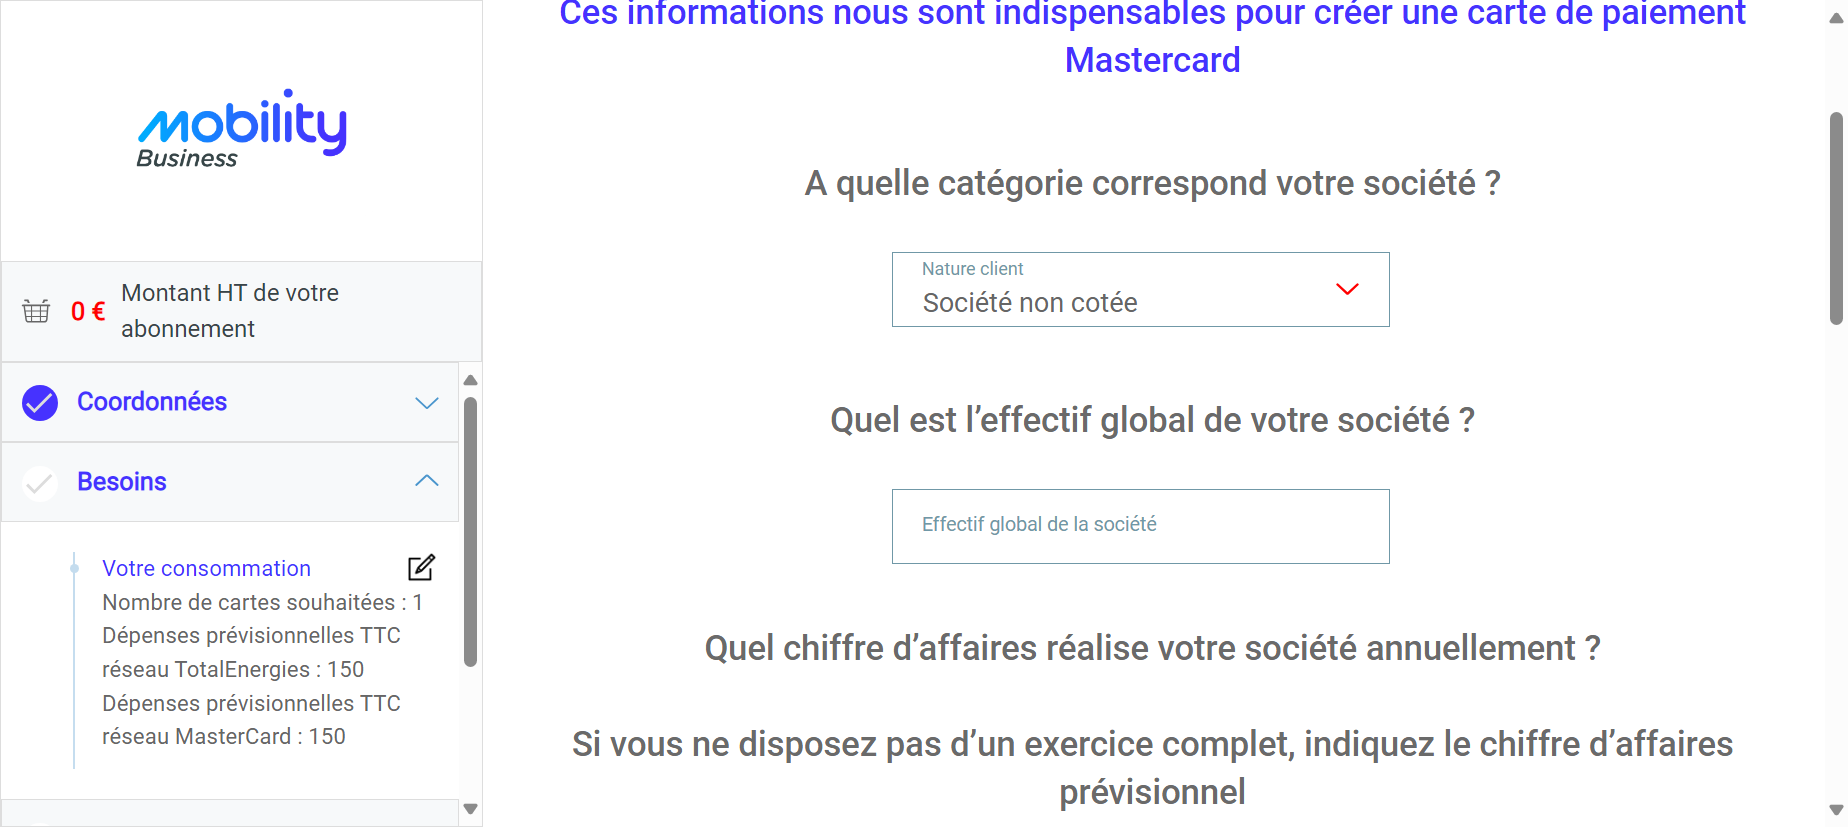 mobility
Business
0 €
Montant HT de votre
abonnement
Coordonnées
Besoins
Votre consommation
Nombre de cartes souhaitées : 1
Dépenses prévisionnelles TTC
réseau TotalEnergies : 150
Dépenses prévisionnelles TTC
réseau MasterCard : 150
Ces informations nous sont indispensables pour créer une carte de paiement
Mastercard
A quelle catégorie correspond votre société ?
Nature client
Société non cotée
Quel est l’effectif global de votre société ?
Effectif global de la société
Quel chiffre d’affaires réalise votre société annuellement ?
Si vous ne disposez pas d’un exercice complet, indiquez le chiffre d’affaires
prévisionnel